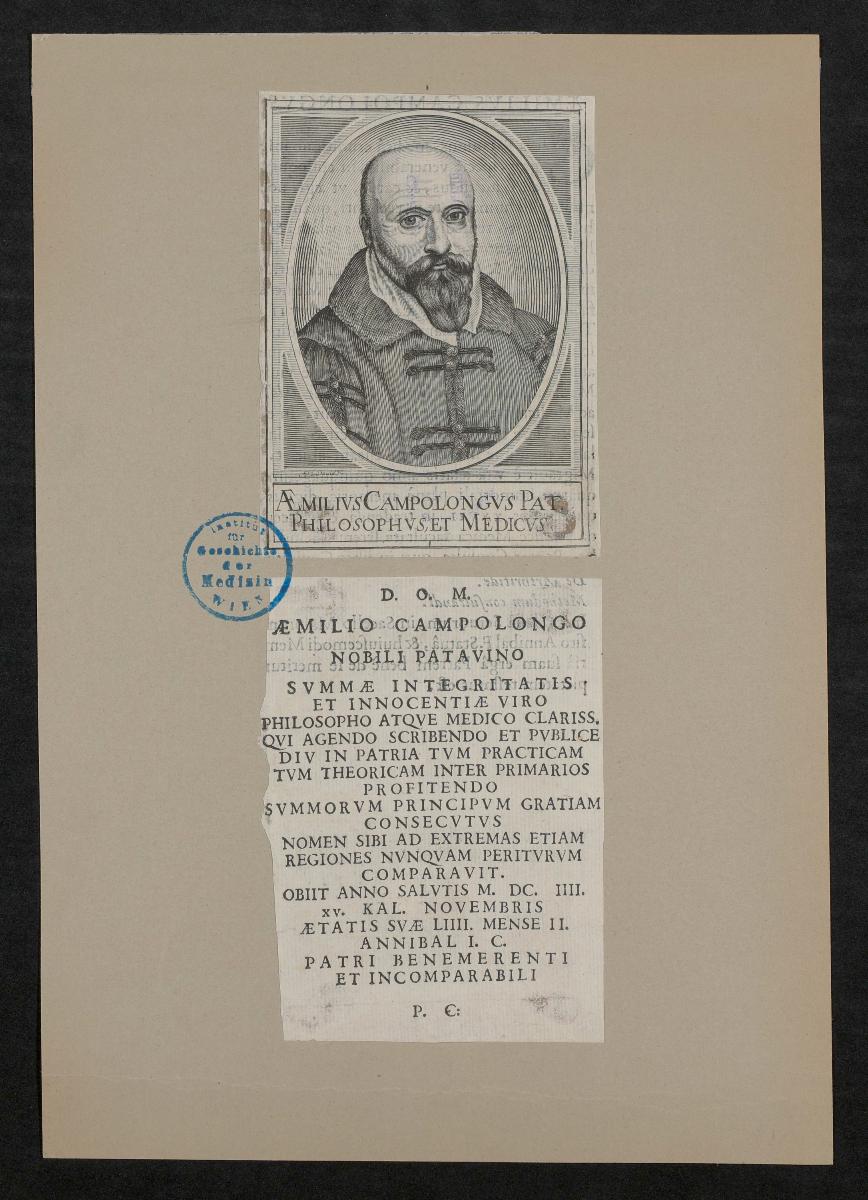 ÆMILIVS CAMPOLONGVS PAT.
PHILOSOPHVS, ET MEDICVS
Institut
für
Geschichte
der
Medizin
WIEN
D. O. M.
ÆMILIO CAMPOLONGO
NOBILI PATAVINO
SVMMÆ INTEGRITATIS
ET INNOCENTIÆ VIRO
PHILOSOPHO ATQVE MEDICO CLARISS.
QVI AGENDO SCRIBENDO ET PVBLICE
DIV IN PATRIA TVM PRACTICAM
TVM THEORICAM INTER PRIMARIOS
PROFITENDO
SVMMORVM PRINCIPVM GRATIAM
CONSECVTVS
NOMEN SIBI AD EXTREMAS ETIAM
REGIONES NVNQVAM PERITVRVM
COMPARAVIT.
OBIIT ANNO SALVTIS M. DC. IIII.
XV. KAL. NOVEMBRIS
ÆTATIS SVÆ LIIII. MENSE II.
ANNIBAL I. C.
PATRI BENEMERENTI
ET INCOMPARABILI
P. C: